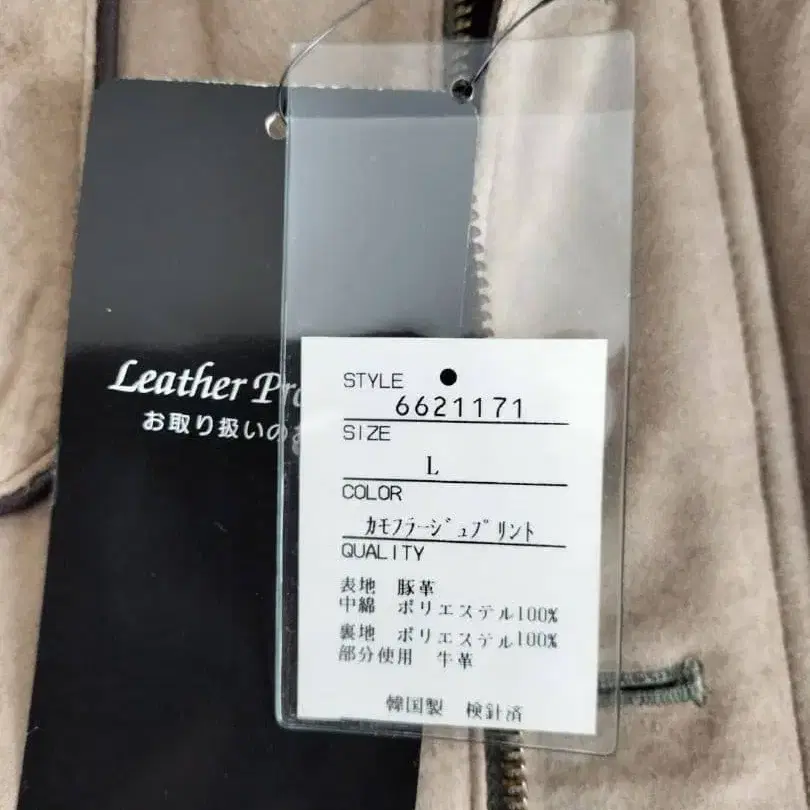 Leather
お取り扱いの
STYLE
6621171
SIZE
L
COLOR
ｶﾓﾌﾗｰｼﾞｭﾌﾟﾘﾝﾄ
QUALITY
表地 豚革
中綿 ポリエステル100%
裏地 ポリエステル100%
部分使用 牛革
韓国製 検針済